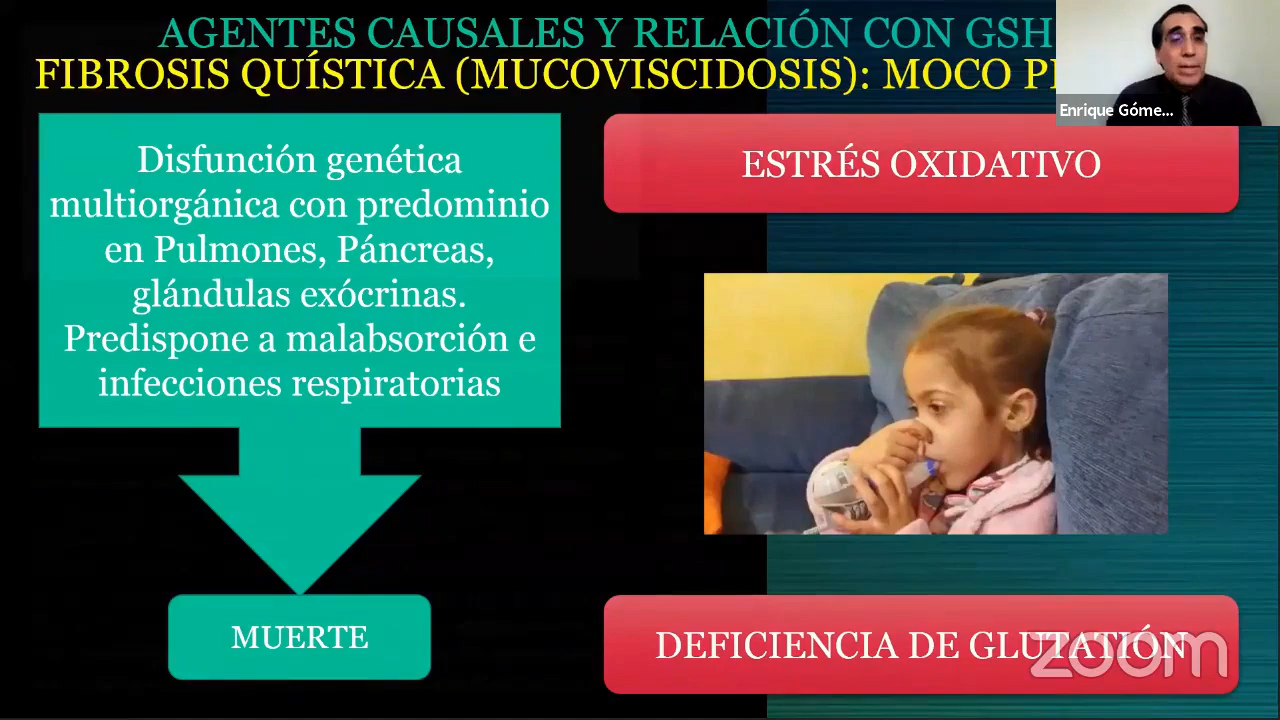 AGENTES CAUSALES Y RELACIÓN CON GSH
FIBROSIS QUÍSTICA (MUCOVISCIDOSIS): MOCO
Enrique Góme...
Disfunción genética
multiorgánica con predominio
en Pulmones, Páncreas,
glándulas exócrinas.
Predispone a malabsorción e
infecciones respiratorias
ESTRÉS OXIDATIVO
MUERTE
DEFICIENCIA DE GLUTATIÓN
zoom